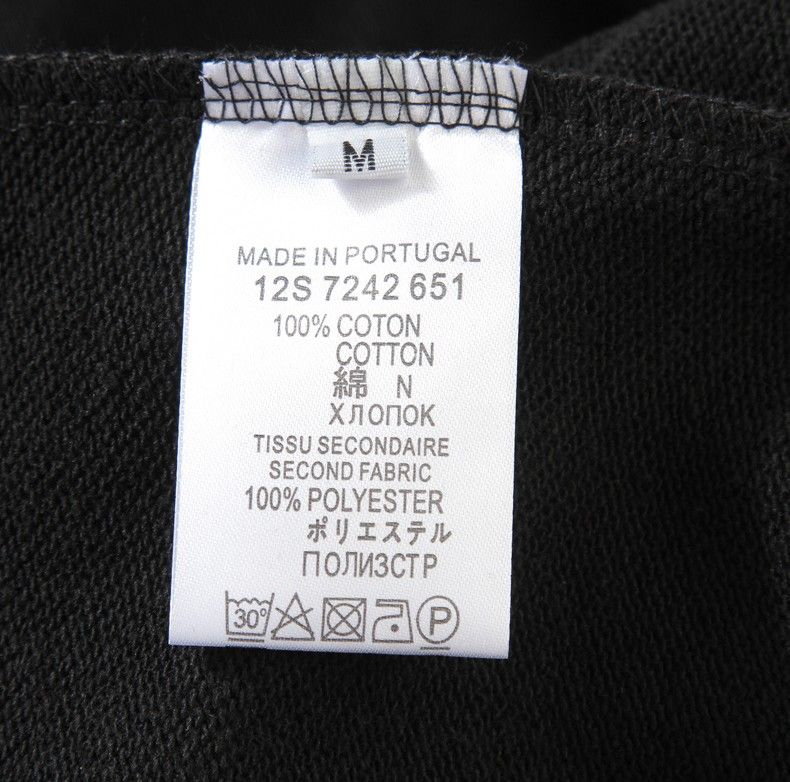 M
MADE IN PORTUGAL
12S 7242 651
100% COTON
COTTON
綿 N
ХЛОПОК
TISSU SECONDAIRE
SECOND FABRIC
100% POLYESTER
ポリエステル
ПОЛИЗСТР
30°
P